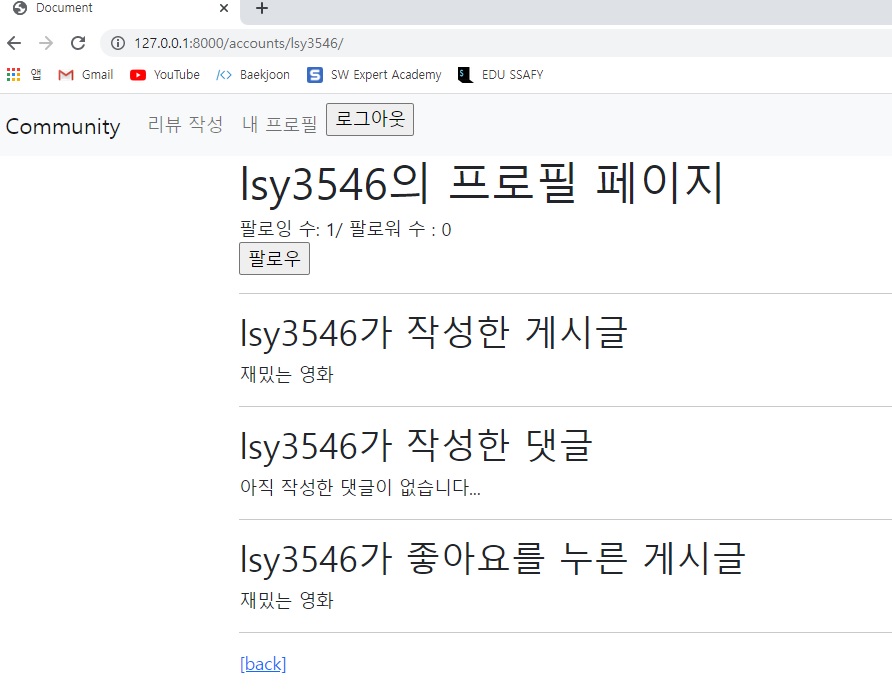 Document
127.0.0.1:8000/accounts/lsy3546/
앱 Gmail YouTube Baekjoon SW Expert Academy EDU SSAFY
Community 리뷰 작성 내 프로필 로그아웃
lsy3546의 프로필 페이지
팔로잉 수: 1/ 팔로워 수 : 0
팔로우
lsy3546가 작성한 게시글
재밌는 영화
lsy3546가 작성한 댓글
아직 작성한 댓글이 없습니다...
lsy3546가 좋아요를 누른 게시글
재밌는 영화
[back]